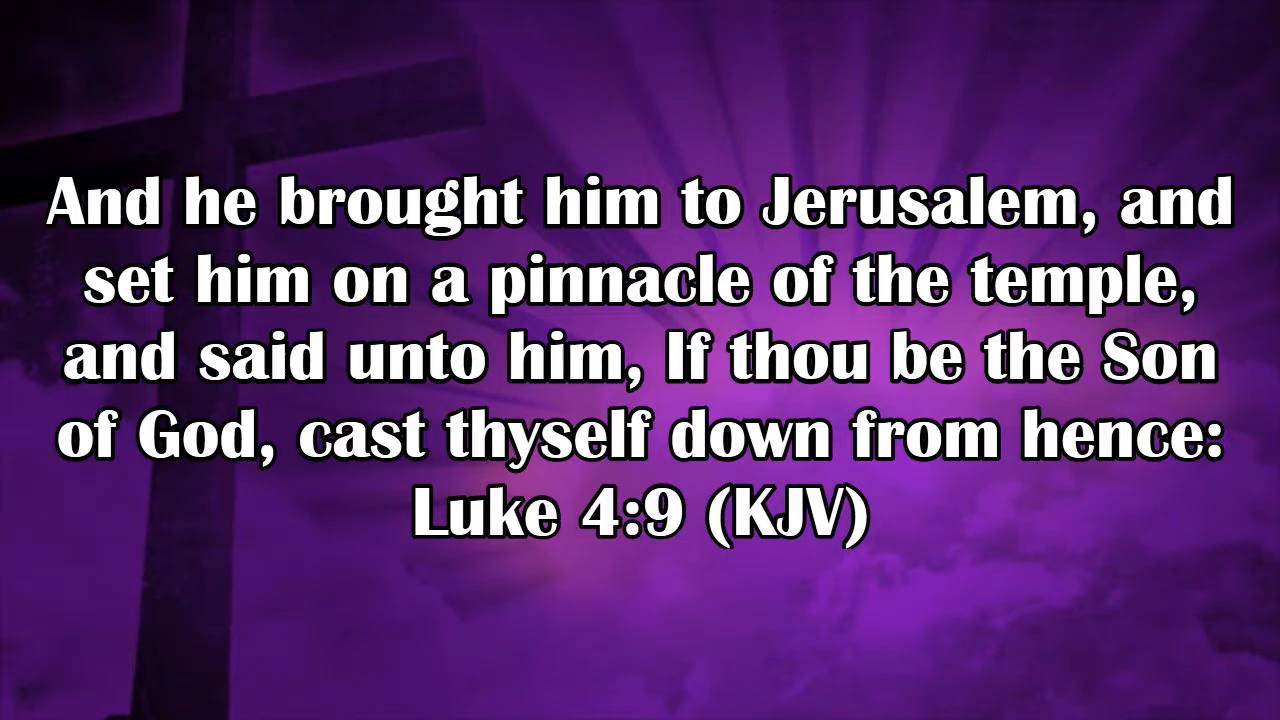 And he brought him to Jerusalem, and
set him on a pinnacle of the temple,
and said unto him, If thou be the Son
of God, cast thyself down from hence:
Luke 4:9 (KJV)